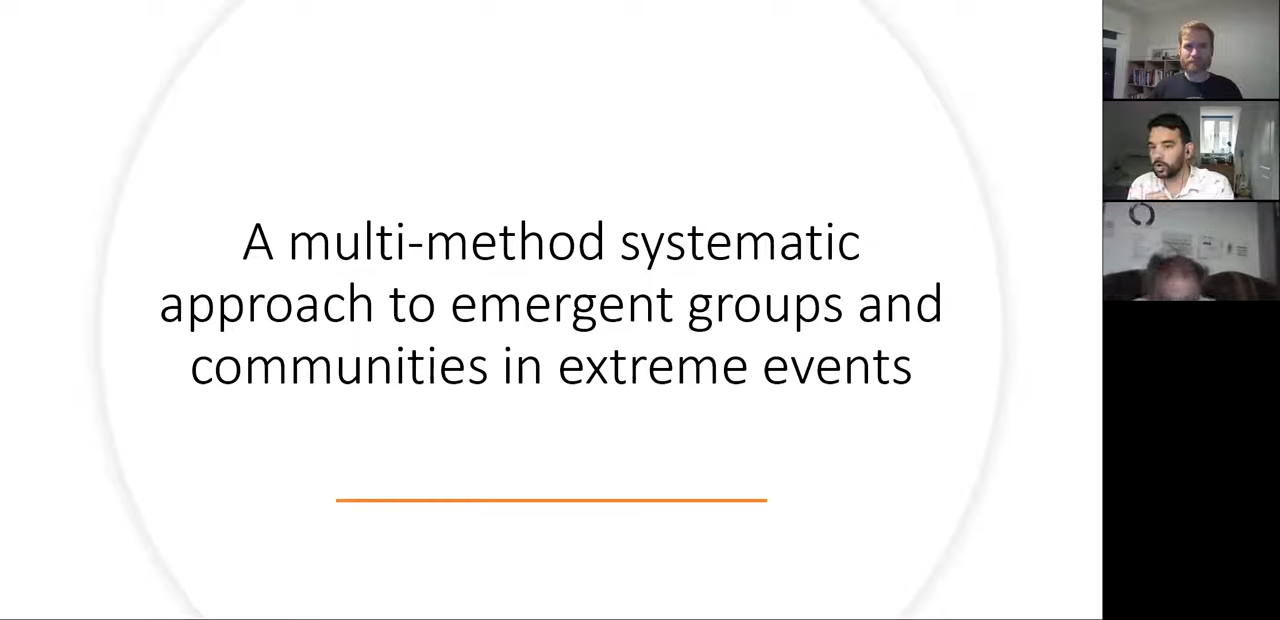 A multi-method systematic
approach to emergent groups and
communities in extreme events